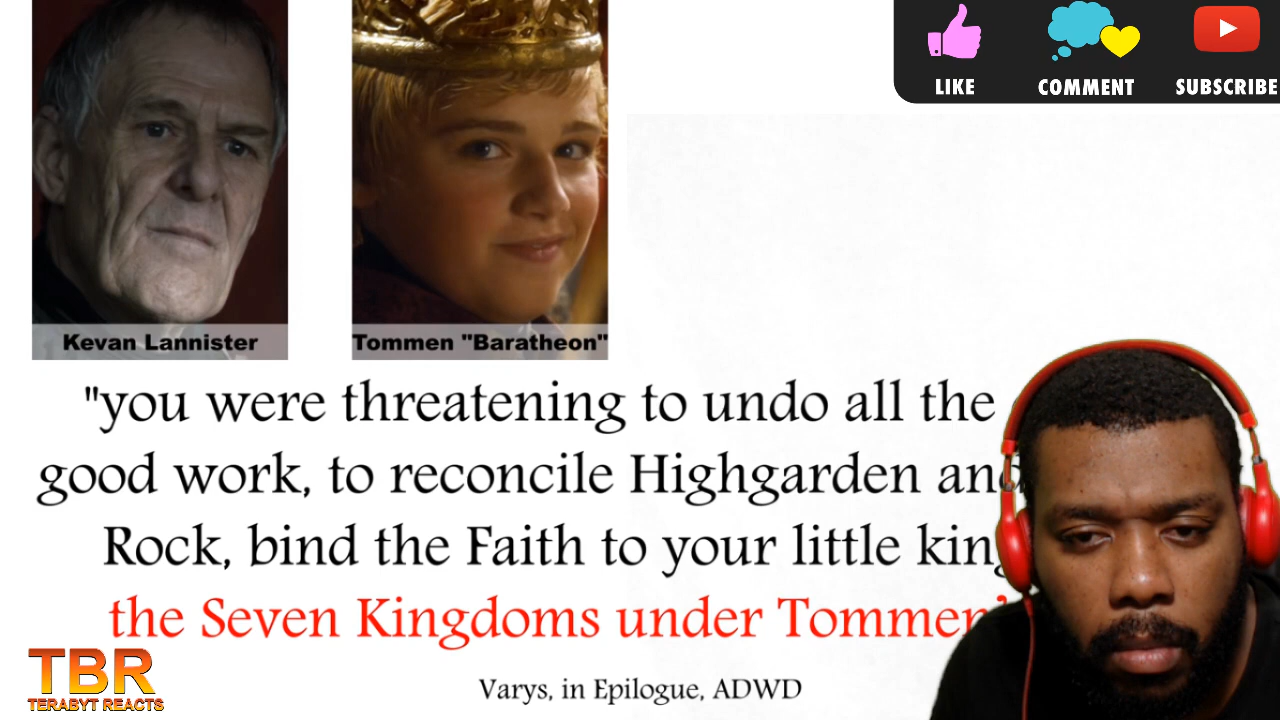 LIKE COMMENT SUBSCRIBE
Kevan Lannister
Tommen "Baratheon"
"you were threatening to undo all the
good work, to reconcile Highgarden and
Rock, bind the Faith to your little king
the Seven Kingdoms under Tommen'
Varys, in Epilogue, ADWD
TBR
TERABYT REACTS